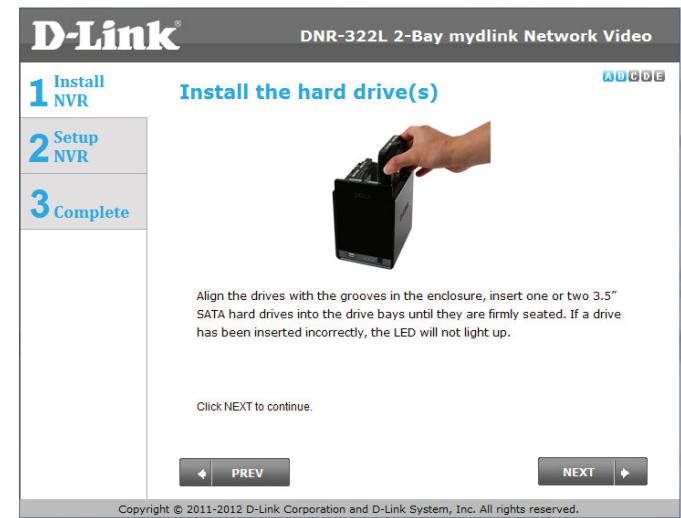 D-Link®
DNR-322L 2-Bay mydlink Network Video
1 Install NVR
2 Setup NVR
3 Complete
Install the hard drive(s)
A B C D E
D-Link
Align the drives with the grooves in the enclosure, insert one or two 3.5″
SATA hard drives into the drive bays until they are firmly seated. If a drive
has been inserted incorrectly, the LED will not light up.
Click NEXT to continue.
PREV
NEXT
Copyright © 2011-2012 D-Link Corporation and D-Link System, Inc. All rights reserved.